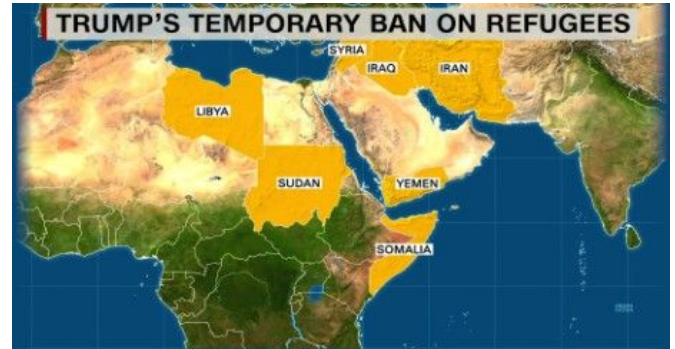 TRUMP'S TEMPORARY BAN ON REFUGEES
SYRIA
IRAQ
IRAN
LIBYA
SUDAN
YEMEN
SOMALIA